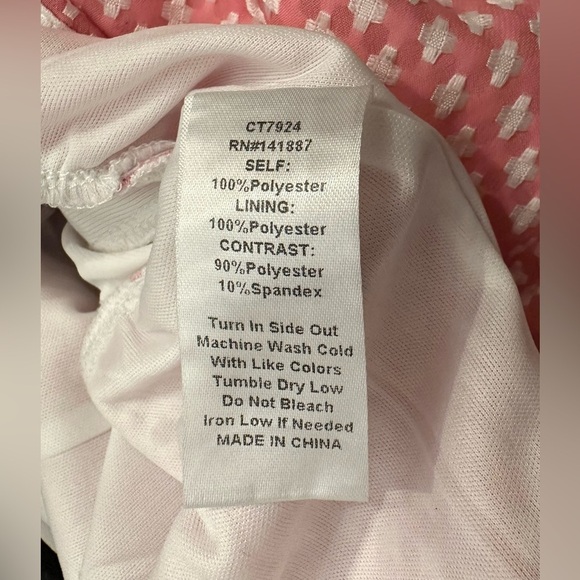 CT7924
RN#141887
SELF:
100%Polyester
LINING:
100%Polyester
CONTRAST:
90%Polyester
10%Spandex
Turn In Side Out
Machine Wash Cold
With Like Colors
Tumble Dry Low
Do Not Bleach
Iron Low If Needed
MADE IN CHINA